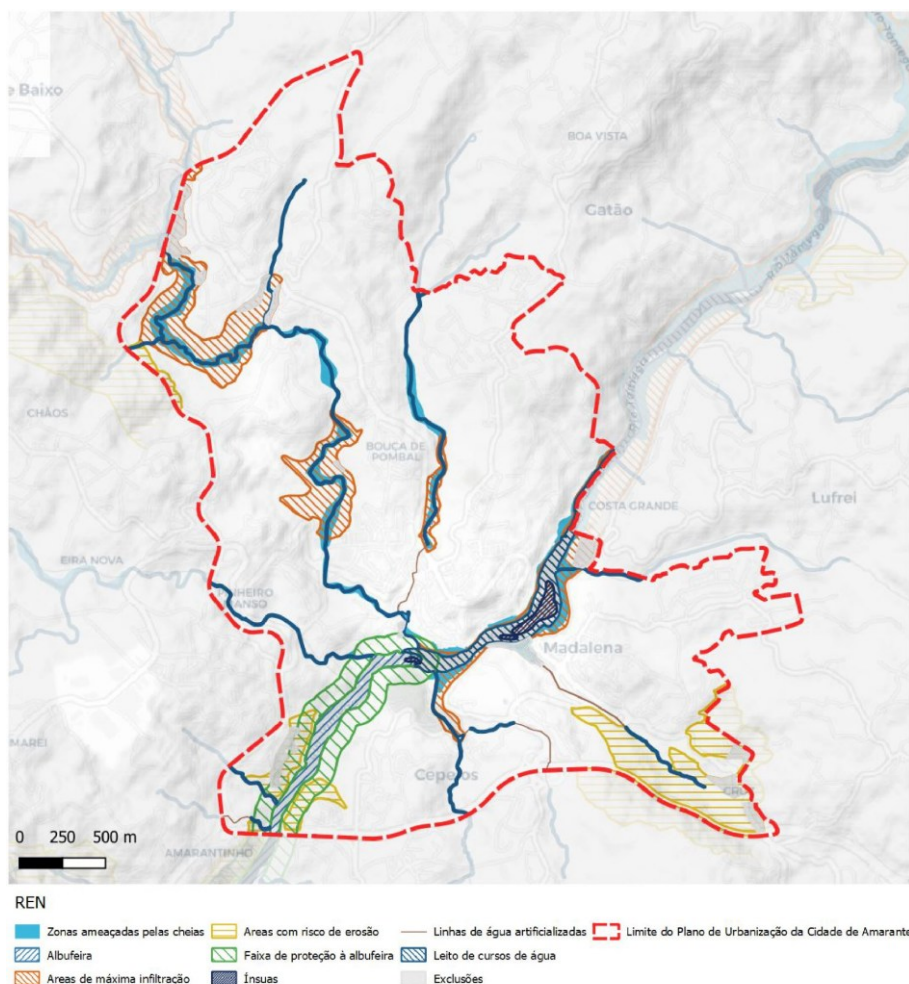 e Baixo
BOA VISTA
Gatão
Rio Tâmega
CHÃOS
BOUÇA DE
POMBAL
COSTA GRANDE
Lufrei
EIRA NOVA
PINHEIRO
MANSO
Madalena
MAREI
Cepelos
AMARANTINHO
0 250 500 m
REN
Zonas ameaçadas pelas cheias
Areas com risco de erosão
Linhas de água artificializadas
Limite do Plano de Urbanização da Cidade de Amarante
Albufeira
Faixa de proteção à albufeira
Leito de cursos de água
Areas de máxima infiltração
Ínsuas
Exclusões